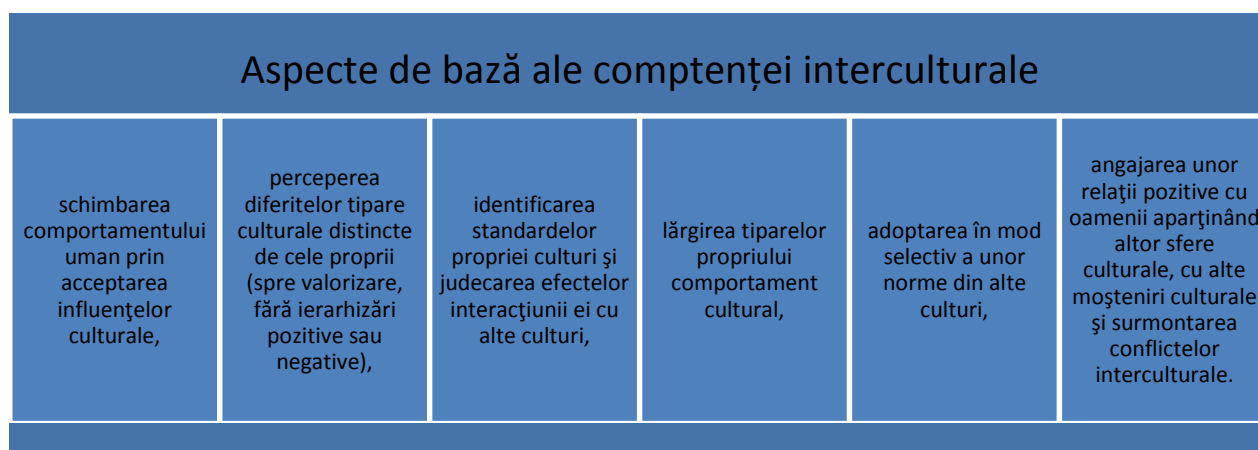 Aspecte de bază ale comptenței interculturale
schimbarea
comportamentului
uman prin
acceptarea
influenţelor
culturale,
perceperea
diferitelor tipare
culturale distincte
de cele proprii
(spre valorizare,
fără ierarhizări
pozitive sau
negative),
identificarea
standardelor
propriei culturi şi
judecarea efectelor
interacţiunii ei cu
alte culturi,
lărgirea tiparelor
propriului
comportament
cultural,
adoptarea în mod
selectiv a unor
norme din alte
culturi,
angajarea unor
relaţii pozitive cu
oamenii aparţinând
altor sfere
culturale, cu alte
moşteniri culturale
şi surmontarea
conflictelor
interculturale.